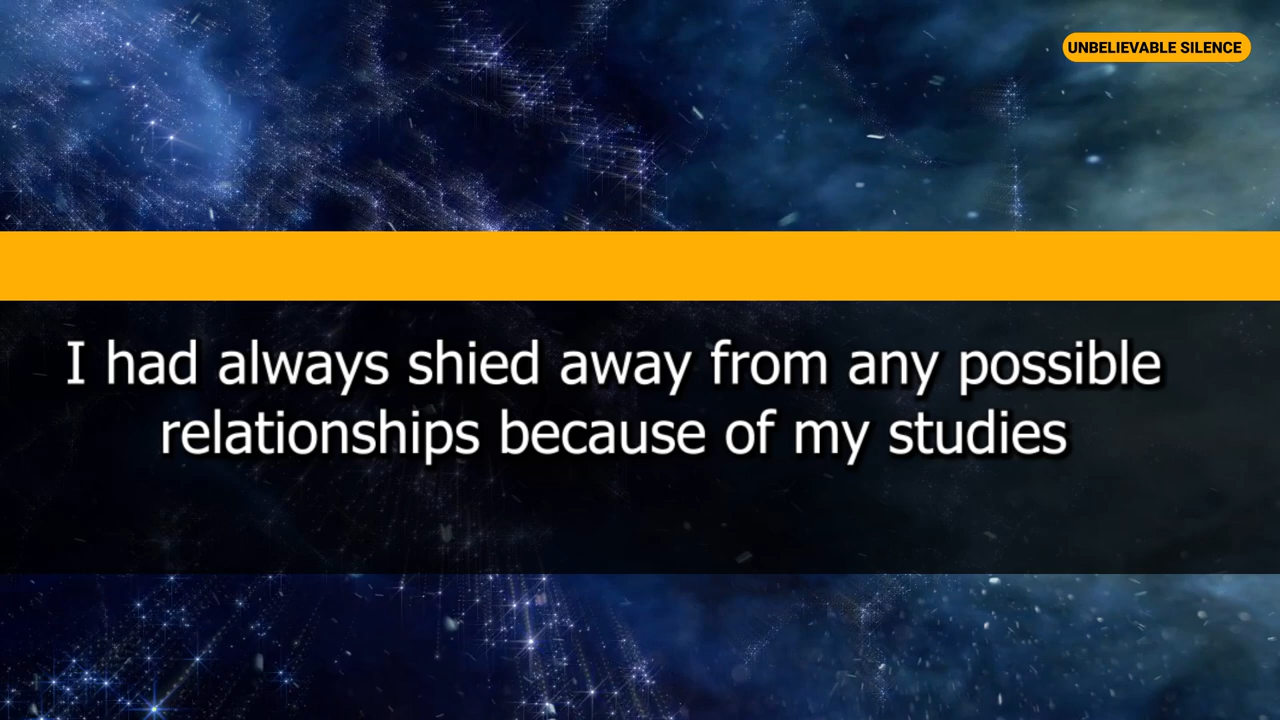 UNBELIEVABLE SILENCE
I had always shied away from any possible
relationships because of my studies